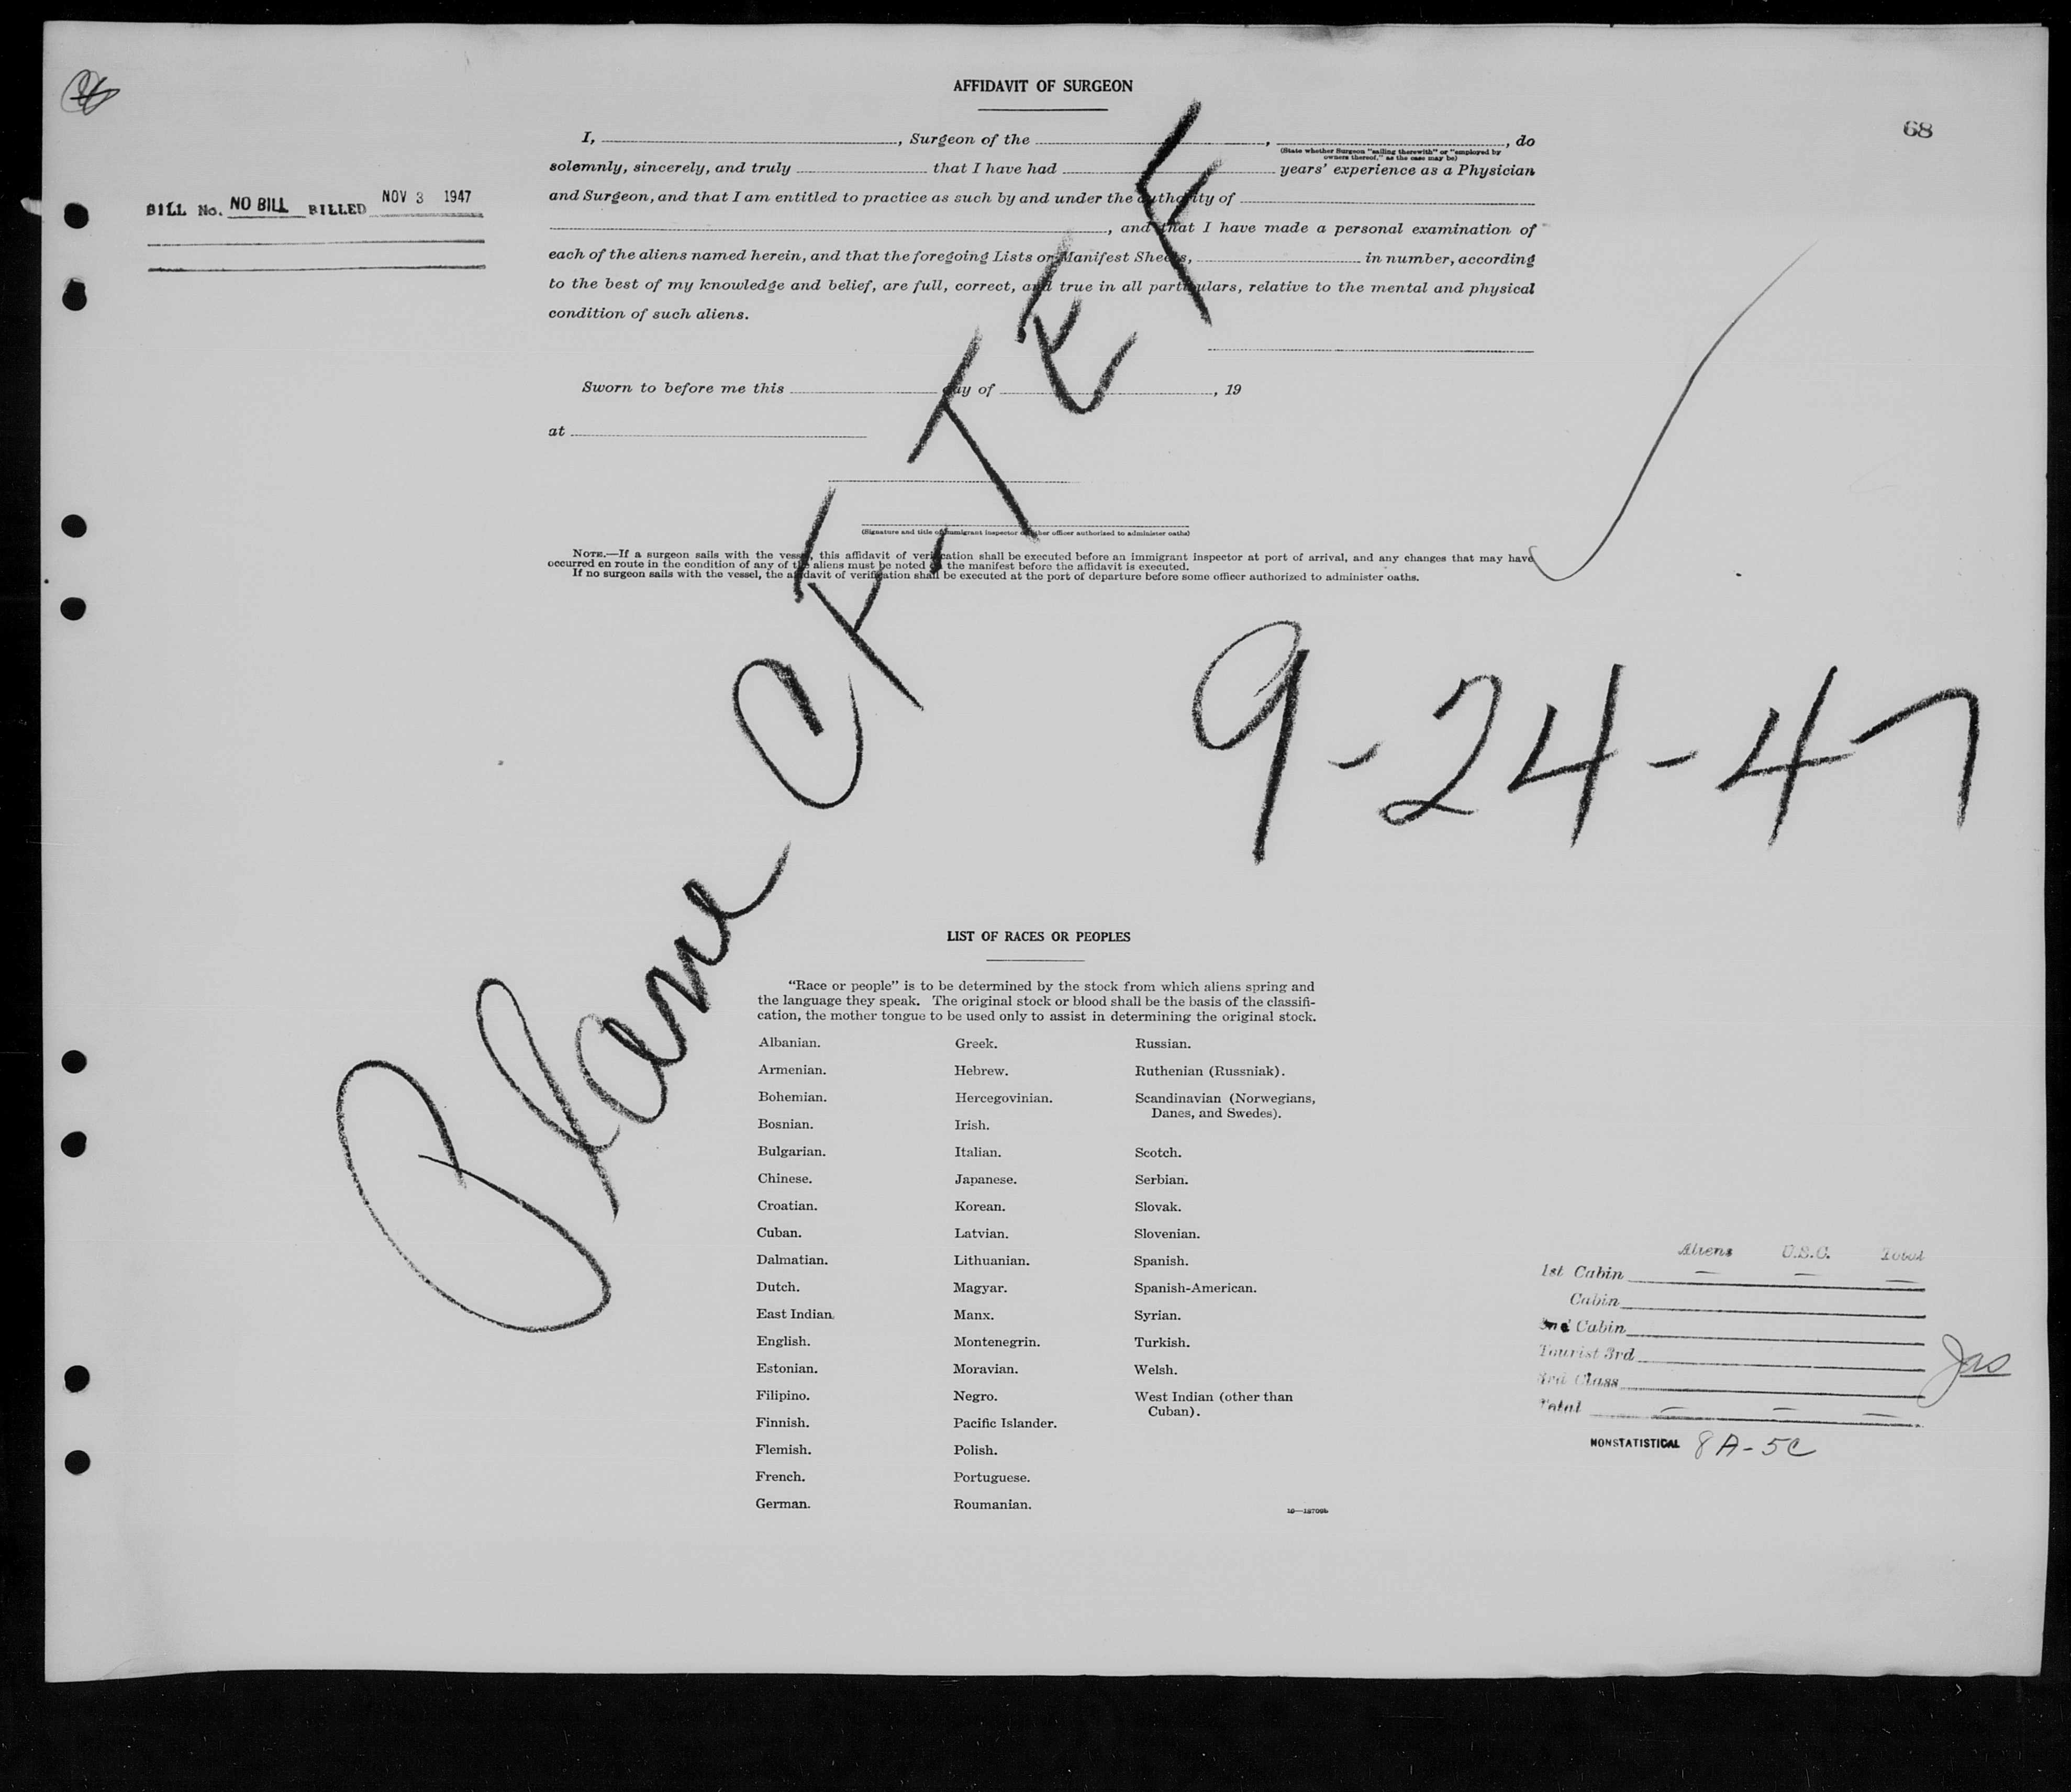 AFFIDAVIT OF SURGEON
68
I, , Surgeon of the , , do
(State whether Surgeon "sailing therewith" or "employed by
owners thereof," as the case may be)
solemnly, sincerely, and truly that I have had years' experience as a Physician
and Surgeon, and that I am entitled to practice as such by and under the authority of
, and that I have made a personal examination of
each of the aliens named herein, and that the foregoing Lists or Manifest Sheets, in number, according
to the best of my knowledge and belief, are full, correct, and true in all particulars, relative to the mental and physical
condition of such aliens.
BILL No. NO BILL BILLED NOV 3 1947
Sworn to before me this day of , 19
at
(Signature and title of immigrant inspector or other officer authorized to administer oaths)
NOTE.—If a surgeon sails with the vessel, this affidavit of verification shall be executed before an immigrant inspector at port of arrival, and any changes that may have
occurred en route in the condition of any of the aliens must be noted on the manifest before the affidavit is executed.
If no surgeon sails with the vessel, the affidavit of verification shall be executed at the port of departure before some officer authorized to administer oaths.
Plane
9-24-47
LIST OF RACES OR PEOPLES
"Race or people" is to be determined by the stock from which aliens spring and
the language they speak. The original stock or blood shall be the basis of the classifi-
cation, the mother tongue to be used only to assist in determining the original stock.
Albanian.
Armenian.
Bohemian.
Bosnian.
Bulgarian.
Chinese.
Croatian.
Cuban.
Dalmatian.
Dutch.
East Indian.
English.
Estonian.
Filipino.
Finnish.
Flemish.
French.
German.
Greek.
Hebrew.
Hercegovinian.
Irish.
Italian.
Japanese.
Korean.
Latvian.
Lithuanian.
Magyar.
Manx.
Montenegrin.
Moravian.
Negro.
Pacific Islander.
Polish.
Portuguese.
Roumanian.
Russian.
Ruthenian (Russniak).
Scandinavian (Norwegians,
Danes, and Swedes).
Scotch.
Serbian.
Slovak.
Slovenian.
Spanish.
Spanish-American.
Syrian.
Turkish.
Welsh.
West Indian (other than
Cuban).
Aliens U.S.C. Total
1st Cabin — — —
Cabin
2nd Cabin
Tourist 3rd
3rd Class
Total — — —
NONSTATISTICAL 8A-5C